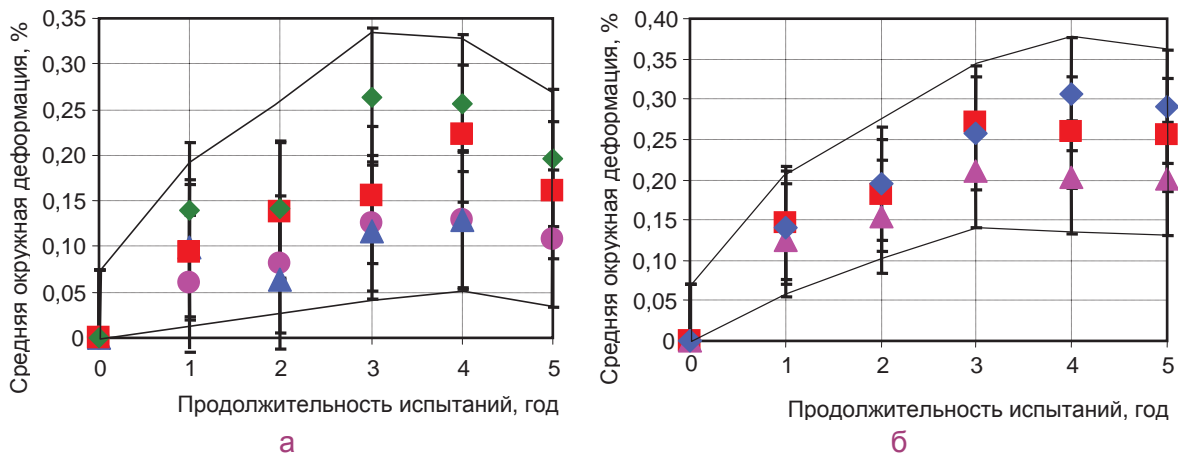 Средняя окружная деформация, %
0,35
0,30
0,25
0,20
0,15
0,10
0,05
0
0 1 2 3 4 5
Продолжительность испытаний, год
а
Средняя окружная деформация, %
0,40
0,35
0,30
0,25
0,20
0,15
0,10
0,05
0
0 1 2 3 4 5
Продолжительность испытаний, год
б